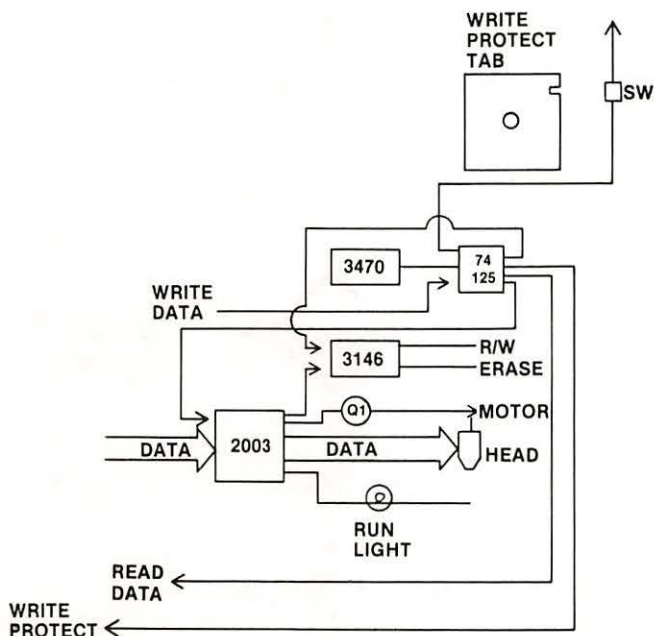 WRITE
PROTECT
TAB
SW
3470
74
125
WRITE
DATA
3146
R/W
ERASE
Q1
MOTOR
DATA
2003
DATA
HEAD
RUN
LIGHT
READ
DATA
WRITE
PROTECT